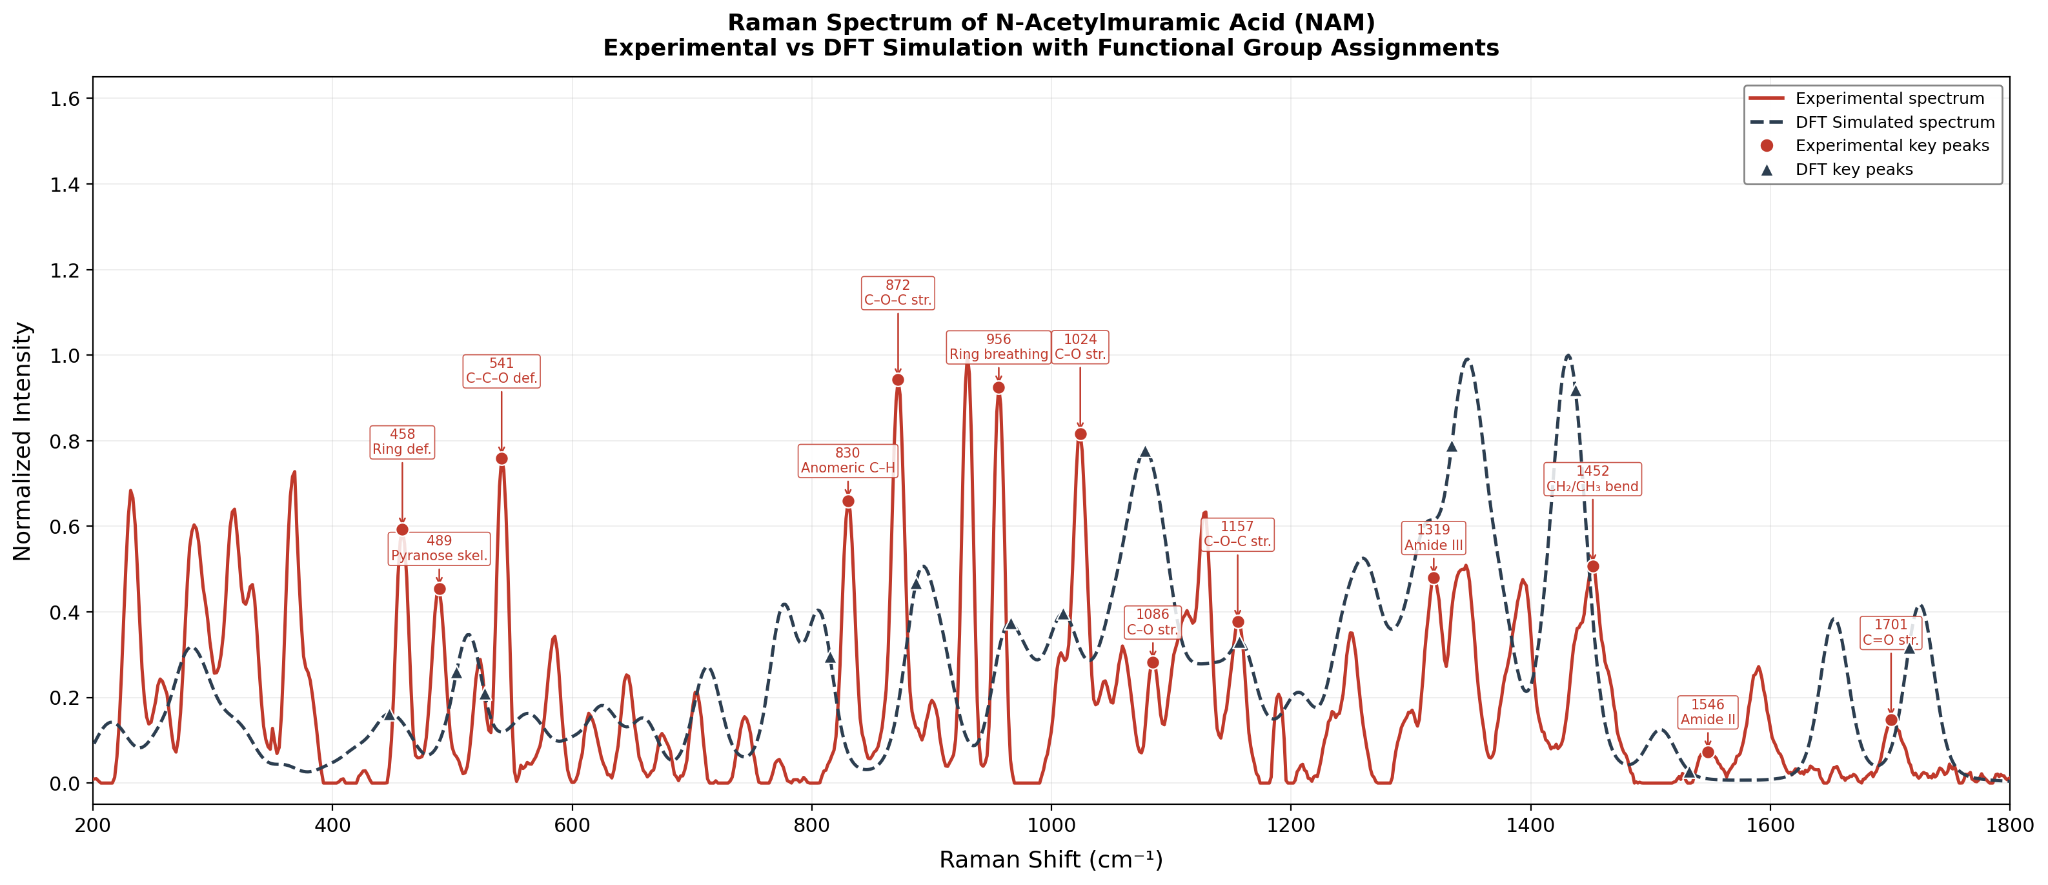 Raman Spectrum of N-Acetylmuramic Acid (NAM)
Experimental vs DFT Simulation with Functional Group Assignments
Normalized Intensity
1.6
1.4
1.2
1.0
0.8
0.6
0.4
0.2
0.0
Experimental spectrum
DFT Simulated spectrum
Experimental key peaks
DFT key peaks
458
Ring def.
489
Pyranose skel.
541
C–C–O def.
830
Anomeric C–H
872
C–O–C str.
956
Ring breathing
1024
C–O str.
1086
C–O str.
1157
C–O–C str.
1319
Amide III
1452
CH₂/CH₃ bend
1546
Amide II
1701
C=O str.
200
400
600
800
1000
1200
1400
1600
1800
Raman Shift (cm⁻¹)